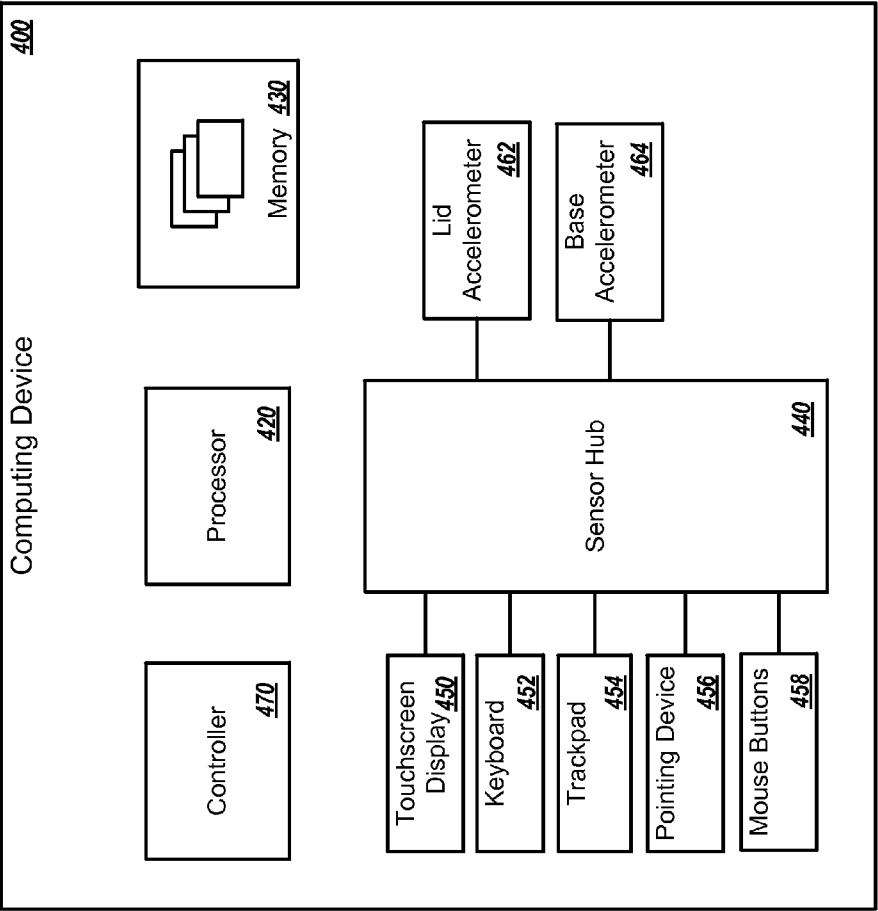 Computing Device
400
Controller
470
Processor
420
Memory 430
Touchscreen
Display 450
Keyboard
452
Trackpad
454
Pointing Device
456
Mouse Buttons
458
Sensor Hub
440
Lid
Accelerometer
462
Base
Accelerometer
464